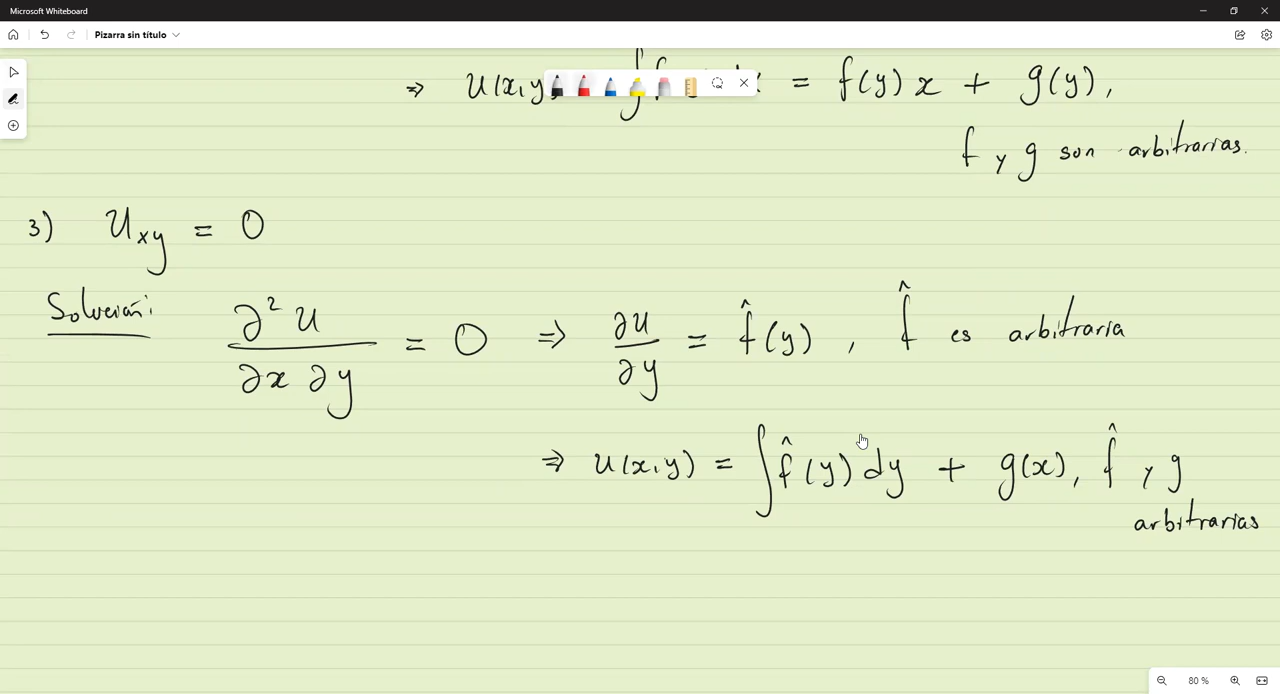 Microsoft Whiteboard
Pizarra sin título
⇒ u(x,y) ∫ f = f(y) x + g(y),
f y g son arbitrarias.
3) u_xy = 0
Solución: ∂²u / ∂x ∂y = 0 ⇒ ∂u / ∂y = f̂(y), f̂ es arbitraria
⇒ u(x,y) = ∫ f̂(y) dy + g(x), f̂ y g
arbitrarias
80 %